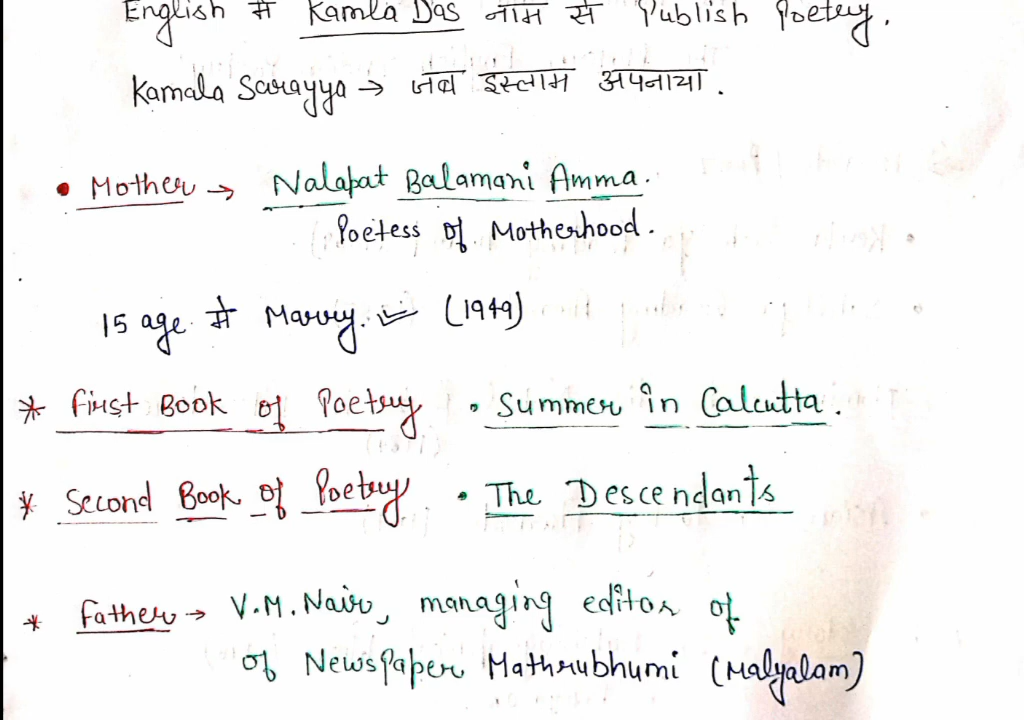 English में Kamla Das नाम से Publish Poetry.
Kamala Sarayya → जब इस्लाम अपनाया.
• Mother → Nalapat Balamani Amma.
Poetess of Motherhood.
15 age में Marry. (1949)
* First Book of Poetry • Summer in Calcutta.
* Second Book of Poetry. • The Descendants
* Father → V.M. Nair, managing editor of
of Newspaper Mathrubhumi (Malyalam)